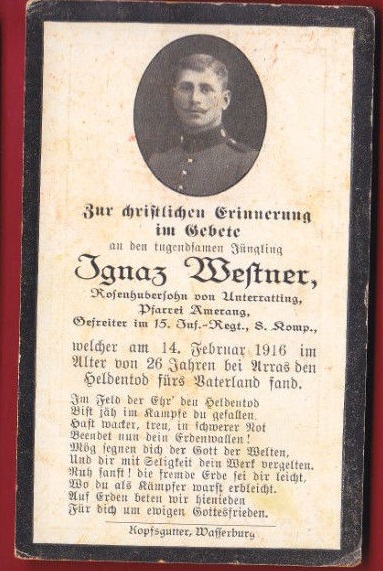 Zur christlichen Erinnerung
im Gebete
an den tugendsamen Jüngling
Ignaz Westner,
Rosenhubersohn von Unterratting,
Pfarrei Amerang,
Gefreiter im 15. Inf.-Regt., 8. Komp.,
welcher am 14. Februar 1916 im
Alter von 26 Jahren bei Arras den
Heldentod fürs Vaterland fand.
Im Feld der Ehr' den Heldentod
Bist jäh im Kampfe du gefallen.
Hast wacker, treu, in schwerer Not
Beendet nun dein Erdenwallen!
Mög segnen dich der Gott der Welten,
Und dir mit Seligkeit dein Werk vergelten.
Ruh sanft! die fremde Erde sei dir leicht,
Wo du als Kämpfer warst erbleicht.
Auf Erden beten wir hienieden
Für dich um ewigen Gottesfrieden.
Kopfsgutter, Wasserburg